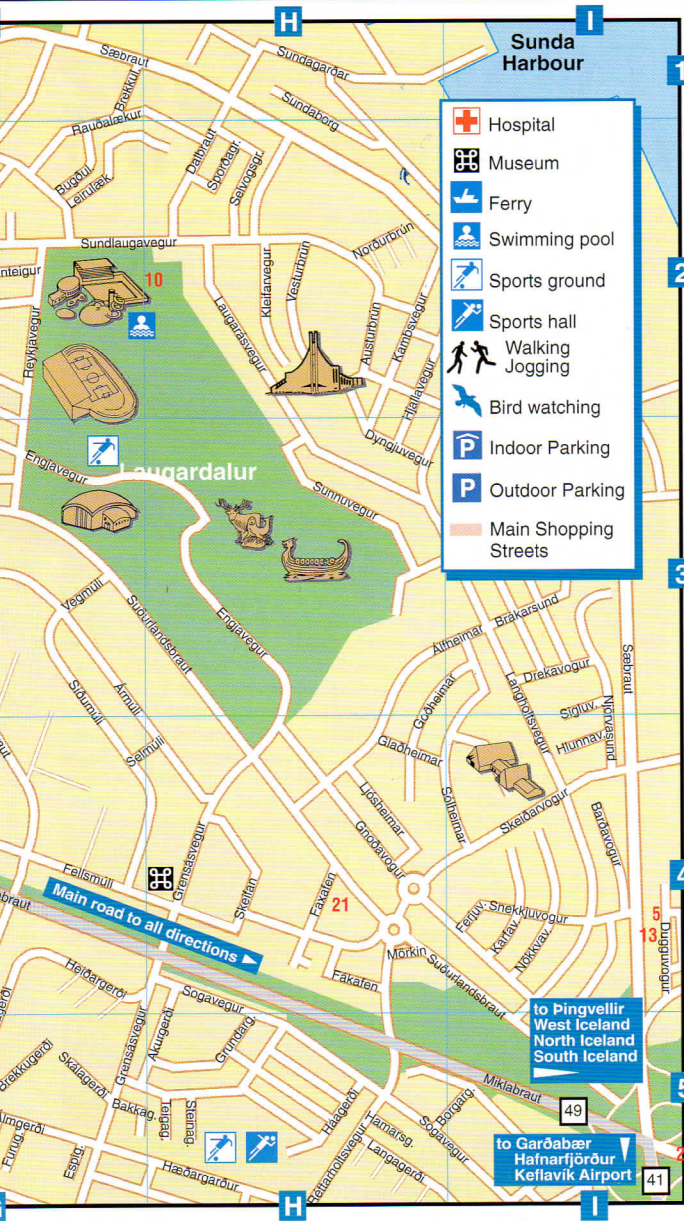 H
I
1
Sunda
Harbour
Sæbraut
Sundagarðar
Brekkul.
Sundaborg
Rauðalækur
Dalbraut
Sporðagr.
Selvogsgr.
Bugðul.
Leirulæk
Hospital
Museum
Ferry
Swimming pool
Sports ground
Sports hall
Walking
Jogging
Bird watching
P
Indoor Parking
P
Outdoor Parking
Main Shopping
Streets
Sundlaugavegur
Norðurbrún
nteigur
10
2
Reykjavegur
Kleifarvegur
Vesturbrún
Laugarásvegur
Austurbrún
Kambsvegur
Hjallavegur
Dyngjuvegur
Engjavegur
Laugardalur
Sunnuvegur
3
Vegmúli
Suðurlandsbraut
Engjavegur
Álfheimar
Brákarsund
Sæbraut
Drekavogur
Langholtsvegur
Njörvasund
Sigluv.
Hlunnav.
Síðumúli
Ármúli
Selmúli
Goðheimar
Glaðheimar
Sólheimar
Ljósheimar
Gnoðavogur
Skeiðarvogur
Barðavogur
4
Fellsmúli
Grensásvegur
Skeifan
Faxafen
21
Ferjuv.
Snekkjuvogur
Karfav.
Nökkvav.
5
13
Dugguvogur
braut
Main road to all directions
Mörkin
Suðurlandsbraut
Fákafen
Heiðargerði
Sogavegur
Grundarg.
Akurgerði
Grensásvegur
to Þingvellir
West Iceland
North Iceland
South Iceland
Miklabraut
5
49
Brekkugerði
Skálagerði
Bakkag.
Teigag.
Steinag.
Háagerði
Hamarsg.
Borgarg.
Sogavegur
Langagerði
Réttarholtsvegur
Hæðargarður
Álmgerði
Furug.
Espig.
to Garðabær
Hafnarfjörður
Keflavík Airport
2
41
H
I